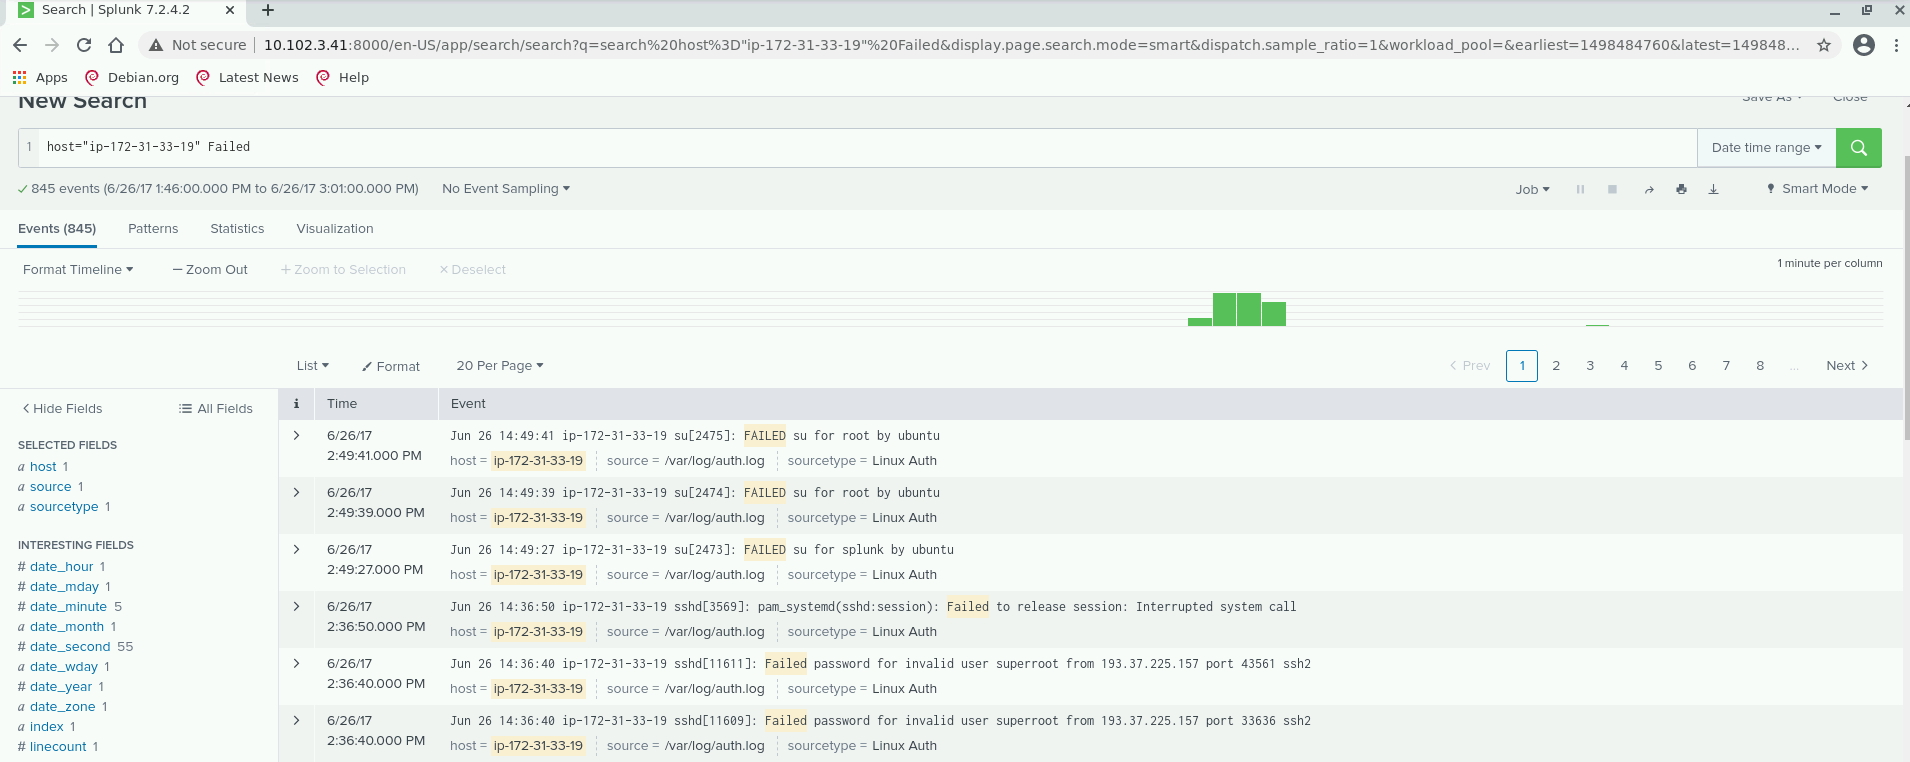 Search | Splunk 7.2.4.2
Not secure 10.102.3.41:8000/en-US/app/search/search?q=search%20host%3D"ip-172-31-33-19"%20Failed&display.page.search.mode=smart&dispatch.sample_ratio=1&workload_pool=&earliest=1498484760&latest=149848...
Apps Debian.org Latest News Help
New Search Save As Close
1 host="ip-172-31-33-19" Failed Date time range
845 events (6/26/17 1:46:00.000 PM to 6/26/17 3:01:00.000 PM) No Event Sampling Job Smart Mode
Events (845) Patterns Statistics Visualization
Format Timeline — Zoom Out + Zoom to Selection × Deselect 1 minute per column
List Format 20 Per Page < Prev 1 2 3 4 5 6 7 8 ... Next >
< Hide Fields All Fields
SELECTED FIELDS
a host 1
a source 1
a sourcetype 1
INTERESTING FIELDS
# date_hour 1
# date_mday 1
# date_minute 5
a date_month 1
# date_second 55
a date_wday 1
# date_year 1
a date_zone 1
a index 1
# linecount 1
i Time Event
> 6/26/17 Jun 26 14:49:41 ip-172-31-33-19 su[2475]: FAILED su for root by ubuntu
2:49:41.000 PM host = ip-172-31-33-19 source = /var/log/auth.log sourcetype = Linux Auth
> 6/26/17 Jun 26 14:49:39 ip-172-31-33-19 su[2474]: FAILED su for root by ubuntu
2:49:39.000 PM host = ip-172-31-33-19 source = /var/log/auth.log sourcetype = Linux Auth
> 6/26/17 Jun 26 14:49:27 ip-172-31-33-19 su[2473]: FAILED su for splunk by ubuntu
2:49:27.000 PM host = ip-172-31-33-19 source = /var/log/auth.log sourcetype = Linux Auth
> 6/26/17 Jun 26 14:36:50 ip-172-31-33-19 sshd[3569]: pam_systemd(sshd:session): Failed to release session: Interrupted system call
2:36:50.000 PM host = ip-172-31-33-19 source = /var/log/auth.log sourcetype = Linux Auth
> 6/26/17 Jun 26 14:36:40 ip-172-31-33-19 sshd[11611]: Failed password for invalid user superroot from 193.37.225.157 port 43561 ssh2
2:36:40.000 PM host = ip-172-31-33-19 source = /var/log/auth.log sourcetype = Linux Auth
> 6/26/17 Jun 26 14:36:40 ip-172-31-33-19 sshd[11609]: Failed password for invalid user superroot from 193.37.225.157 port 33636 ssh2
2:36:40.000 PM host = ip-172-31-33-19 source = /var/log/auth.log sourcetype = Linux Auth